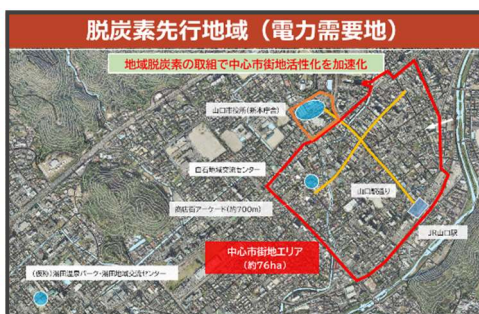 脱炭素先行地域（電力需要地）
地域脱炭素の取組で中心市街地活性化を加速化
山口市役所（新本庁舎）
白石地域交流センター
山口駅通り
商店街アーケード（約700m）
JR山口駅
中心市街地エリア
（約76ha）
（仮称）湯田温泉パーク・湯田地域交流センター